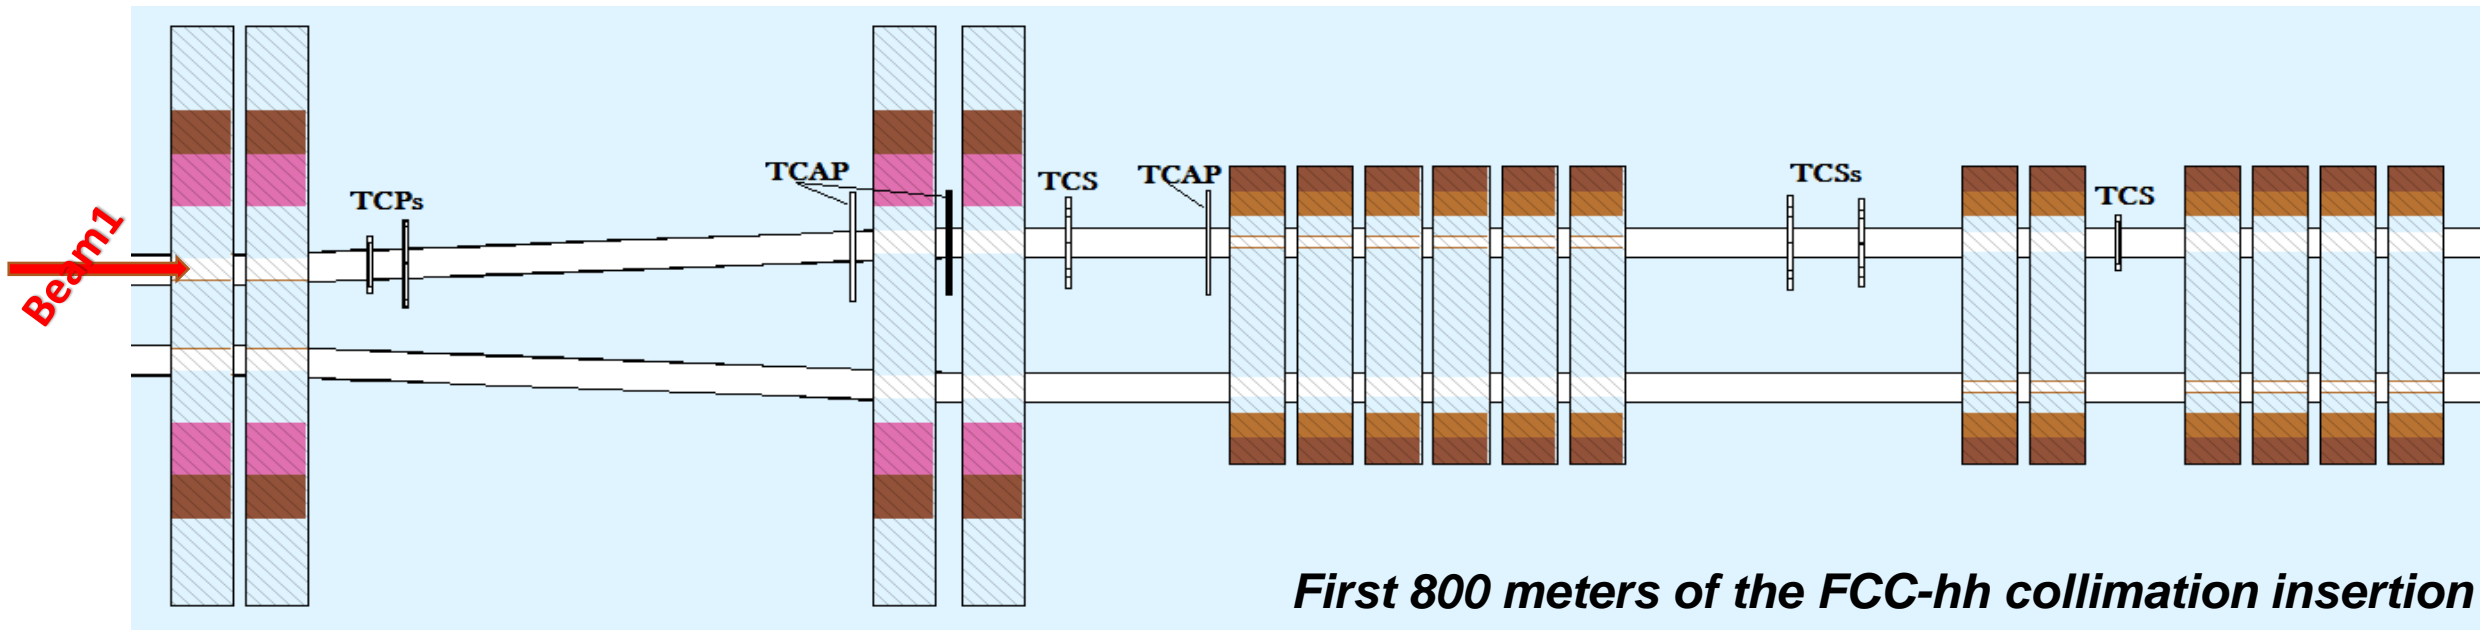 Beam1
TCPs
TCAP
TCS
TCAP
TCSs
TCS
First 800 meters of the FCC-hh collimation insertion